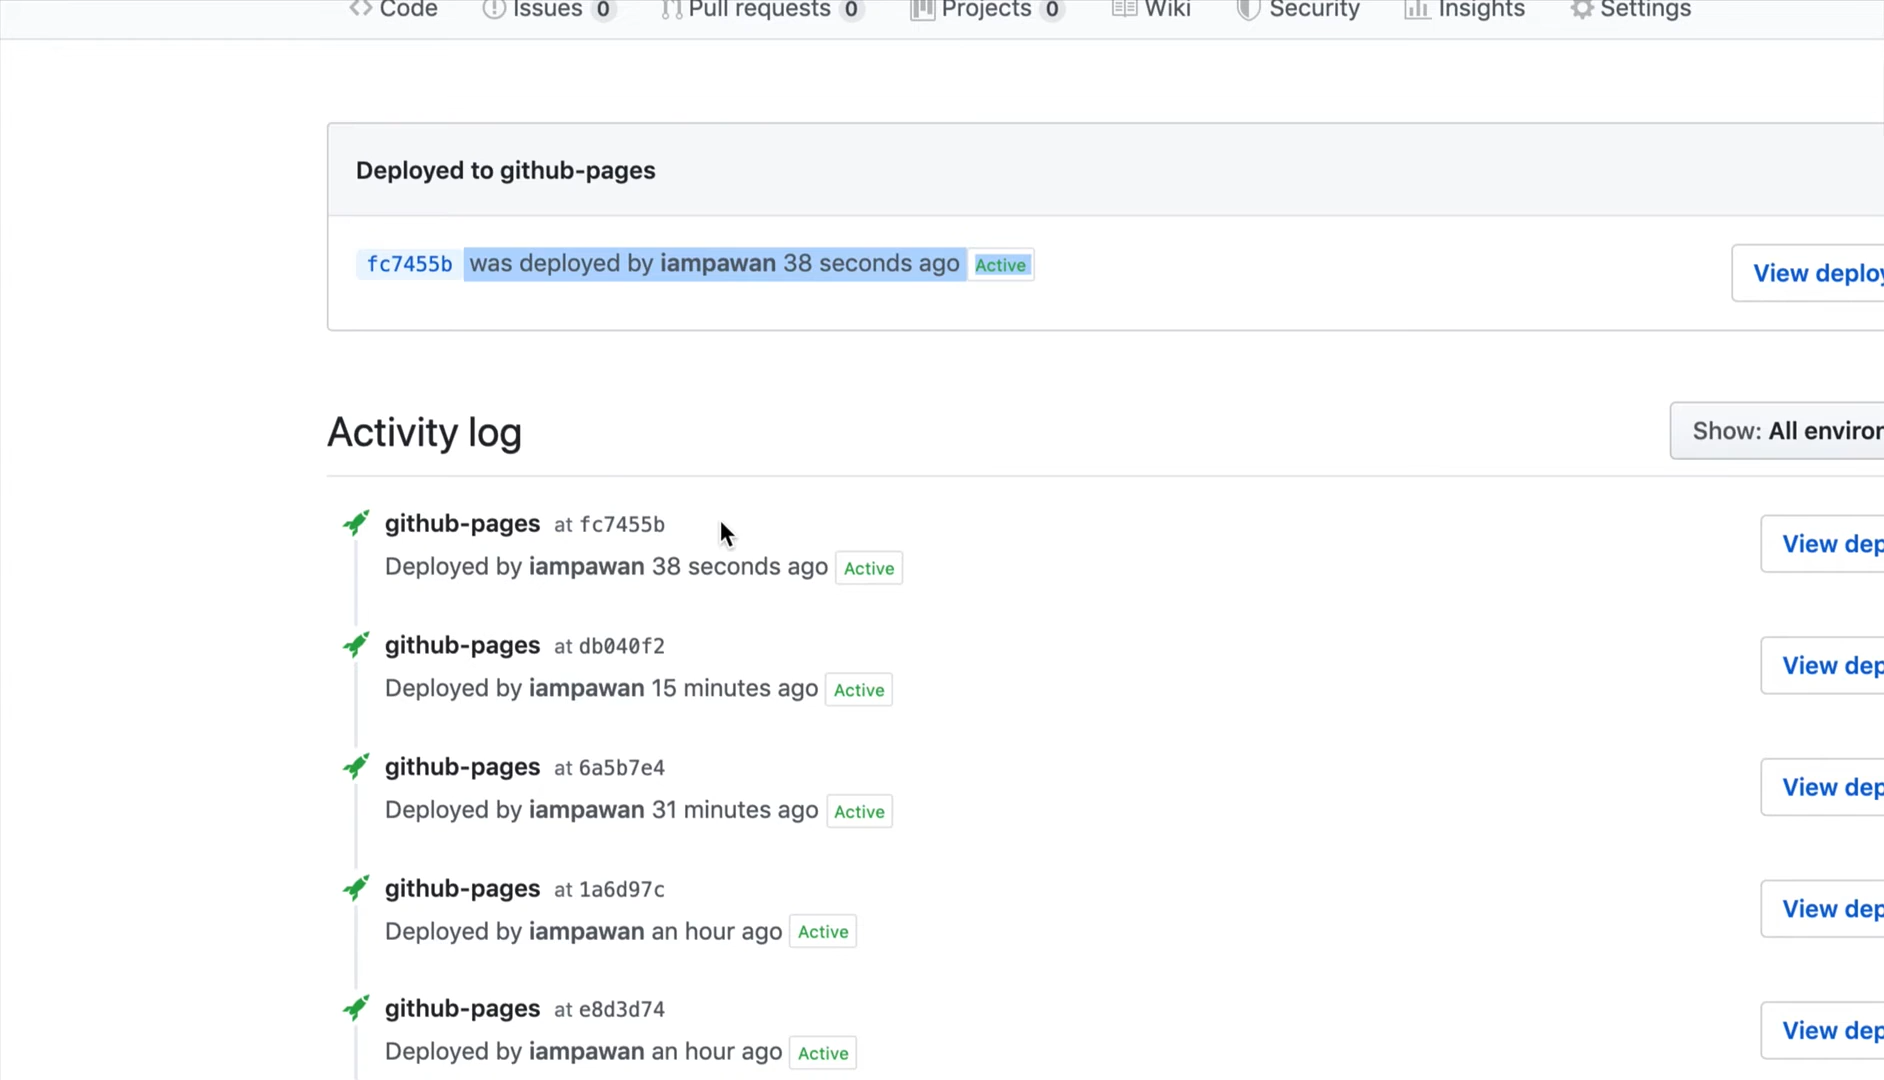 Code Issues 0 Pull requests 0 Projects 0 Wiki Security Insights Settings
Deployed to github-pages
fc7455b was deployed by iampawan 38 seconds ago Active
View deploy
Activity log
Show: All environ
github-pages at fc7455b
Deployed by iampawan 38 seconds ago Active
View dep
github-pages at db040f2
Deployed by iampawan 15 minutes ago Active
View dep
github-pages at 6a5b7e4
Deployed by iampawan 31 minutes ago Active
View dep
github-pages at 1a6d97c
Deployed by iampawan an hour ago Active
View dep
github-pages at e8d3d74
Deployed by iampawan an hour ago Active
View dep